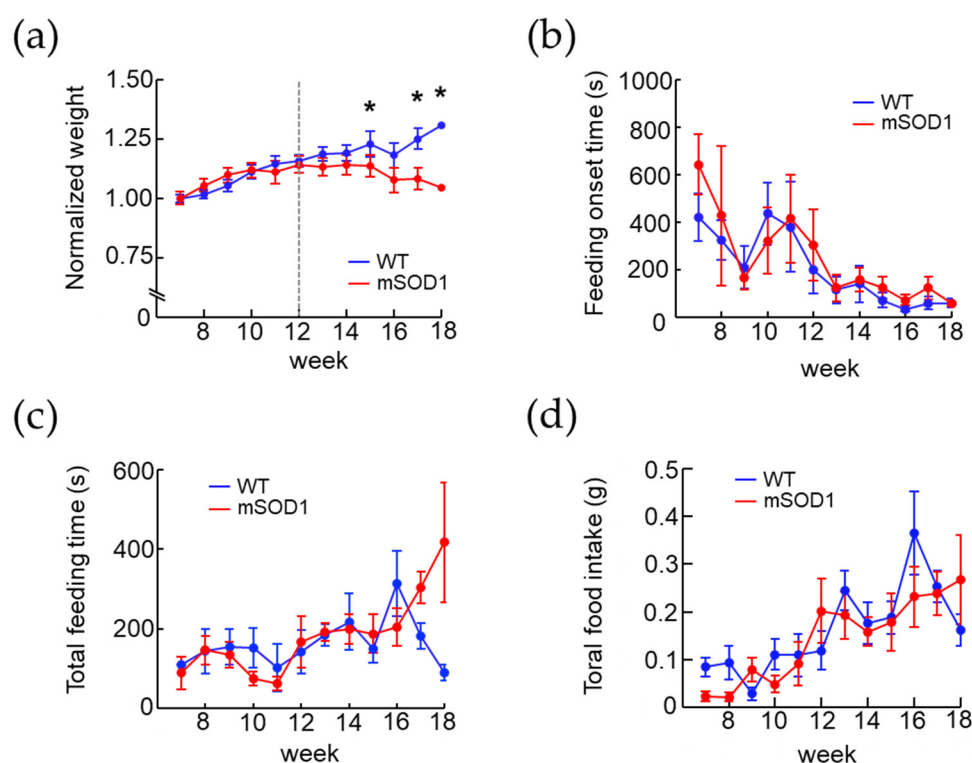 (a)
Normalized weight
1.50
1.25
1.00
0.75
0
* * *
WT
mSOD1
8 10 12 14 16 18
week
(b)
Feeding onset time (s)
1000
800
600
400
200
0
WT
mSOD1
8 10 12 14 16 18
week
(c)
Total feeding time (s)
600
400
200
0
WT
mSOD1
8 10 12 14 16 18
week
(d)
Toral food intake (g)
0.5
0.4
0.3
0.2
0.1
0
WT
mSOD1
8 10 12 14 16 18
week